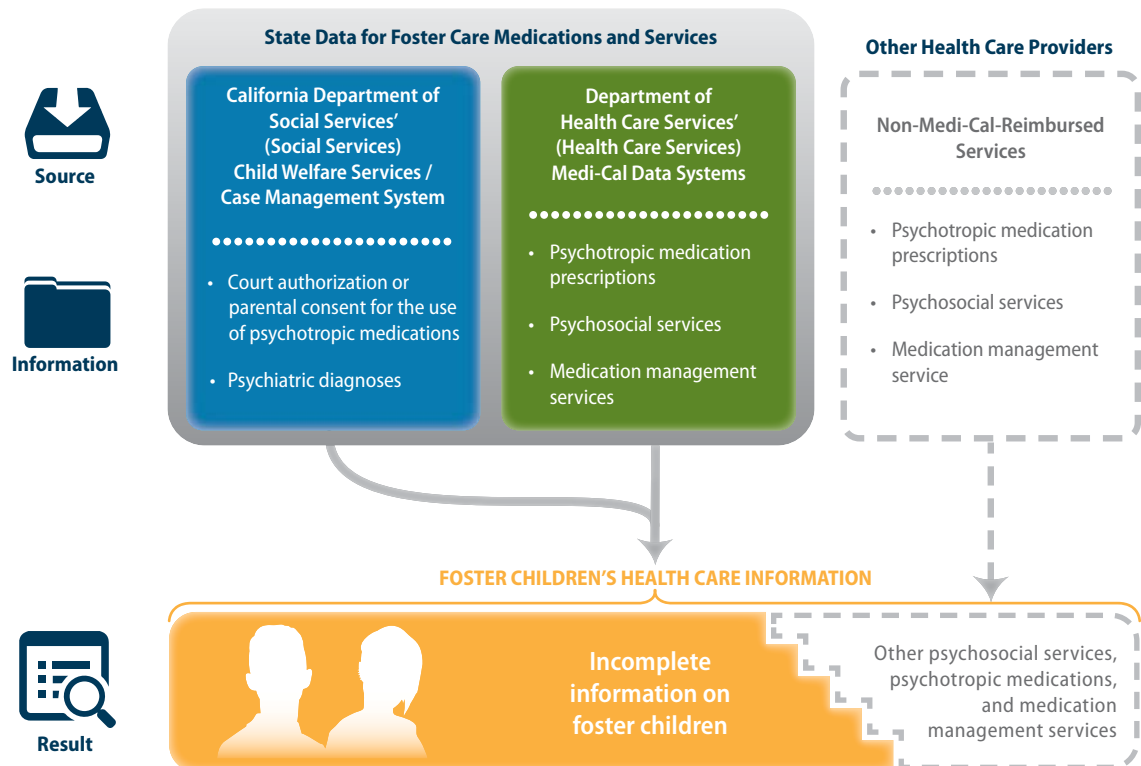 State Data for Foster Care Medications and Services
Source
California Department of
Social Services'
(Social Services)
Child Welfare Services /
Case Management System
Department of
Health Care Services'
(Health Care Services)
Medi-Cal Data Systems
Other Health Care Providers
Non-Medi-Cal-Reimbursed
Services
Information
• Court authorization or
parental consent for the use
of psychotropic medications
• Psychiatric diagnoses
• Psychotropic medication
prescriptions
• Psychosocial services
• Medication management
services
• Psychotropic medication
prescriptions
• Psychosocial services
• Medication management
service
FOSTER CHILDREN'S HEALTH CARE INFORMATION
Result
Incomplete
information on
foster children
Other psychosocial services,
psychotropic medications,
and medication
management services